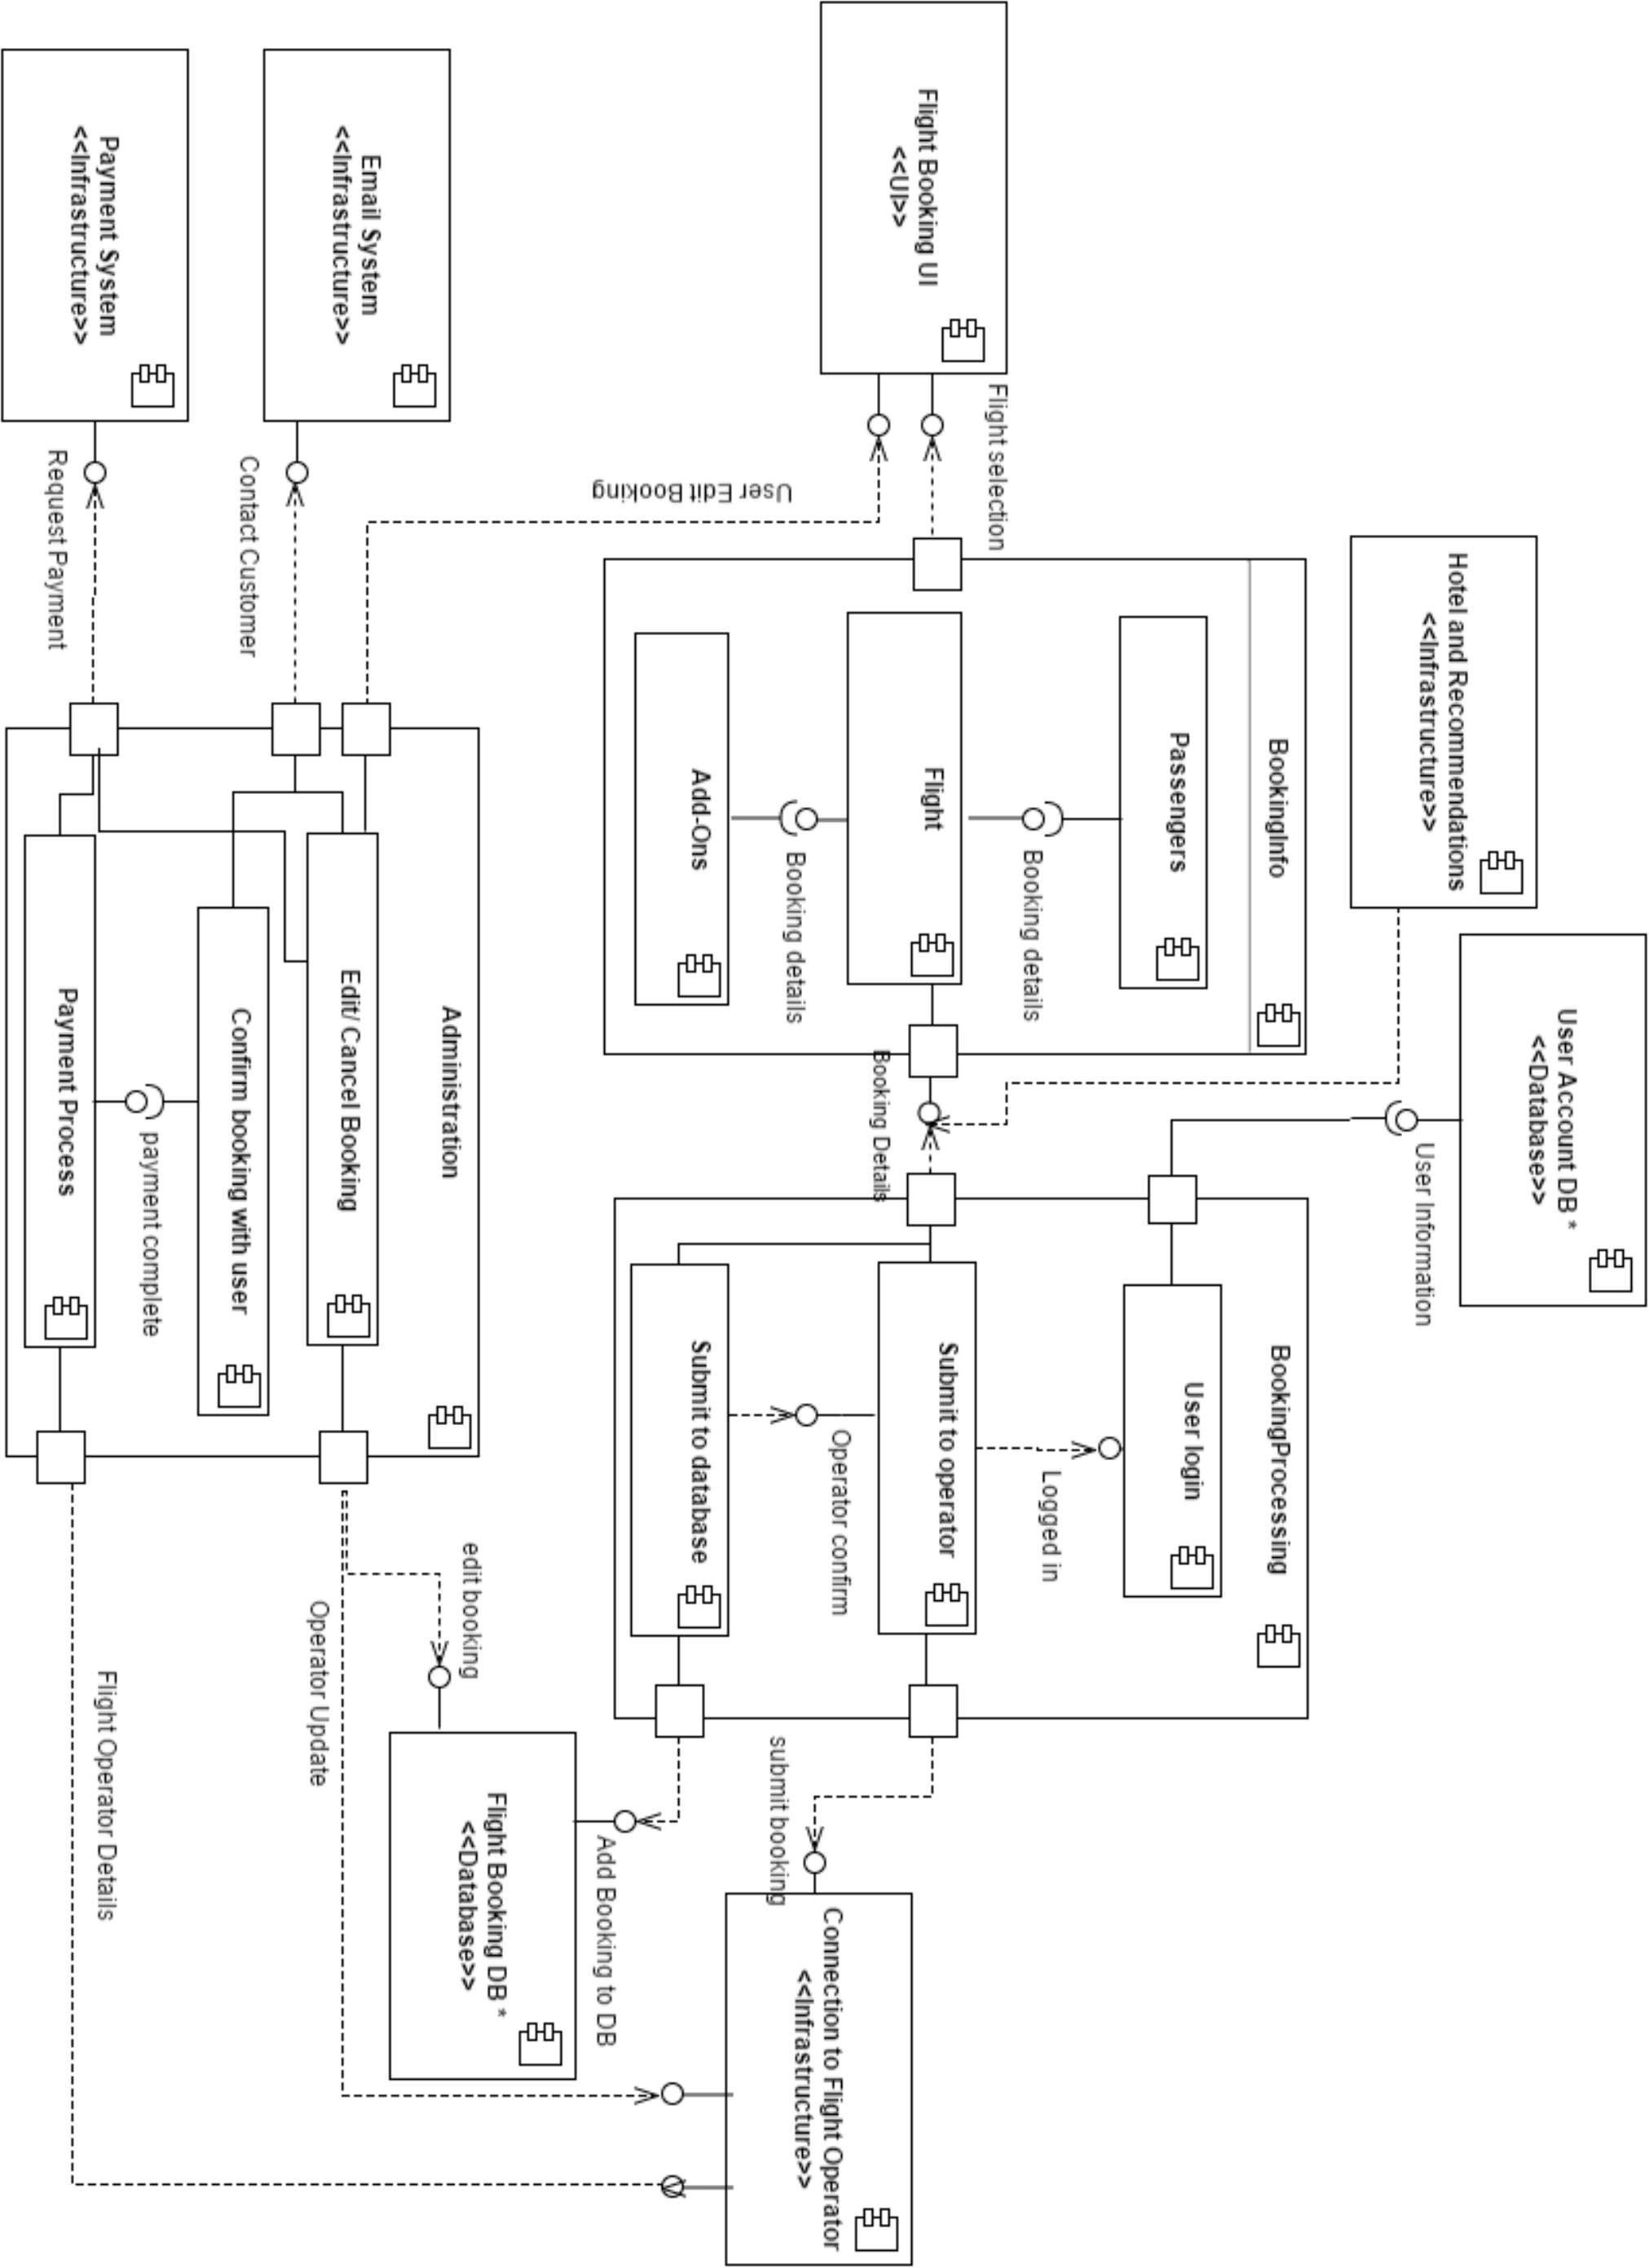 Hotel and Recommendations
<<Infrastructure>>
User Account DB *
<<Database>>
User Information
Flight Booking UI
<<UI>>
Flight selection
User Edit Booking
BookingInfo
Passengers
Booking details
Flight
Booking details
Add-Ons
Booking Details
BookingProcessing
User login
Logged in
Submit to operator
Operator confirm
Submit to database
submit booking
Connection to Flight Operator
<<Infrastructure>>
Add Booking to DB
Flight Booking DB *
<<Database>>
edit booking
Operator Update
Flight Operator Details
Email System
<<Infrastructure>>
Contact Customer
Payment System
<<Infrastructure>>
Request Payment
Administration
Edit/ Cancel Booking
Confirm booking with user
payment complete
Payment Process